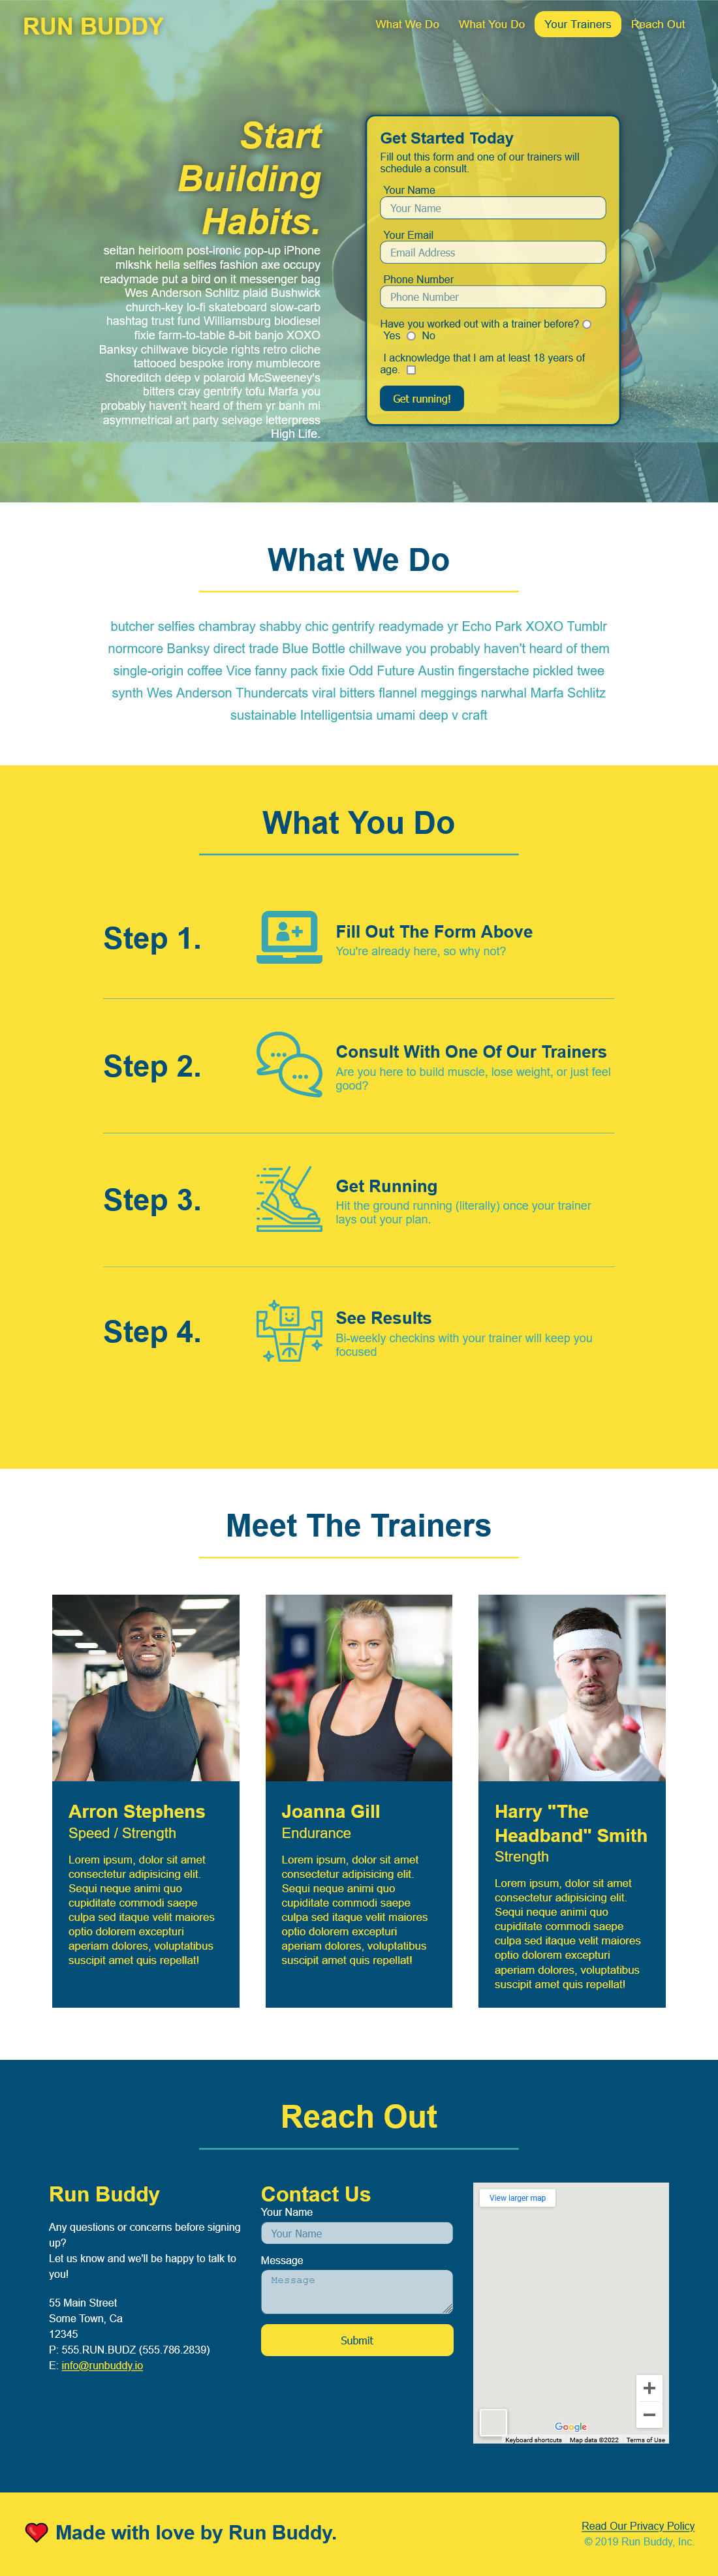 RUN BUDDY
What We Do
What You Do
Your Trainers
Reach Out
Start
Building
Habits.
seitan heirloom post-ironic pop-up iPhone
mlkshk hella selfies fashion axe occupy
readymade put a bird on it messenger bag
Wes Anderson Schlitz plaid Bushwick
church-key lo-fi skateboard slow-carb
hashtag trust fund Williamsburg biodiesel
fixie farm-to-table 8-bit banjo XOXO
Banksy chillwave bicycle rights retro cliche
tattooed bespoke irony mumblecore
Shoreditch deep v polaroid McSweeney's
bitters cray gentrify tofu Marfa you
probably haven't heard of them yr banh mi
asymmetrical art party selvage letterpress
High Life.
Get Started Today
Fill out this form and one of our trainers will
schedule a consult.
Your Name
Your Name
Your Email
Email Address
Phone Number
Phone Number
Have you worked out with a trainer before?
Yes No
I acknowledge that I am at least 18 years of
age.
Get running!
What We Do
butcher selfies chambray shabby chic gentrify readymade yr Echo Park XOXO Tumblr
normcore Banksy direct trade Blue Bottle chillwave you probably haven't heard of them
single-origin coffee Vice fanny pack fixie Odd Future Austin fingerstache pickled twee
synth Wes Anderson Thundercats viral bitters flannel meggings narwhal Marfa Schlitz
sustainable Intelligentsia umami deep v craft
What You Do
Step 1.
Fill Out The Form Above
You're already here, so why not?
Step 2.
Consult With One Of Our Trainers
Are you here to build muscle, lose weight, or just feel
good?
Step 3.
Get Running
Hit the ground running (literally) once your trainer
lays out your plan.
Step 4.
See Results
Bi-weekly checkins with your trainer will keep you
focused
Meet The Trainers
Arron Stephens
Speed / Strength
Lorem ipsum, dolor sit amet
consectetur adipisicing elit.
Sequi neque animi quo
cupiditate commodi saepe
culpa sed itaque velit maiores
optio dolorem excepturi
aperiam dolores, voluptatibus
suscipit amet quis repellat!
Joanna Gill
Endurance
Lorem ipsum, dolor sit amet
consectetur adipisicing elit.
Sequi neque animi quo
cupiditate commodi saepe
culpa sed itaque velit maiores
optio dolorem excepturi
aperiam dolores, voluptatibus
suscipit amet quis repellat!
Harry "The
Headband" Smith
Strength
Lorem ipsum, dolor sit amet
consectetur adipisicing elit.
Sequi neque animi quo
cupiditate commodi saepe
culpa sed itaque velit maiores
optio dolorem excepturi
aperiam dolores, voluptatibus
suscipit amet quis repellat!
Reach Out
Run Buddy
Any questions or concerns before signing
up?
Let us know and we'll be happy to talk to
you!
55 Main Street
Some Town, Ca
12345
P: 555.RUN.BUDZ (555.786.2839)
E: info@runbuddy.io
Contact Us
Your Name
Your Name
Message
Message
Submit
View larger map
Google
Keyboard shortcuts Map data ©2022 Terms of Use
Made with love by Run Buddy.
Read Our Privacy Policy
© 2019 Run Buddy, Inc.